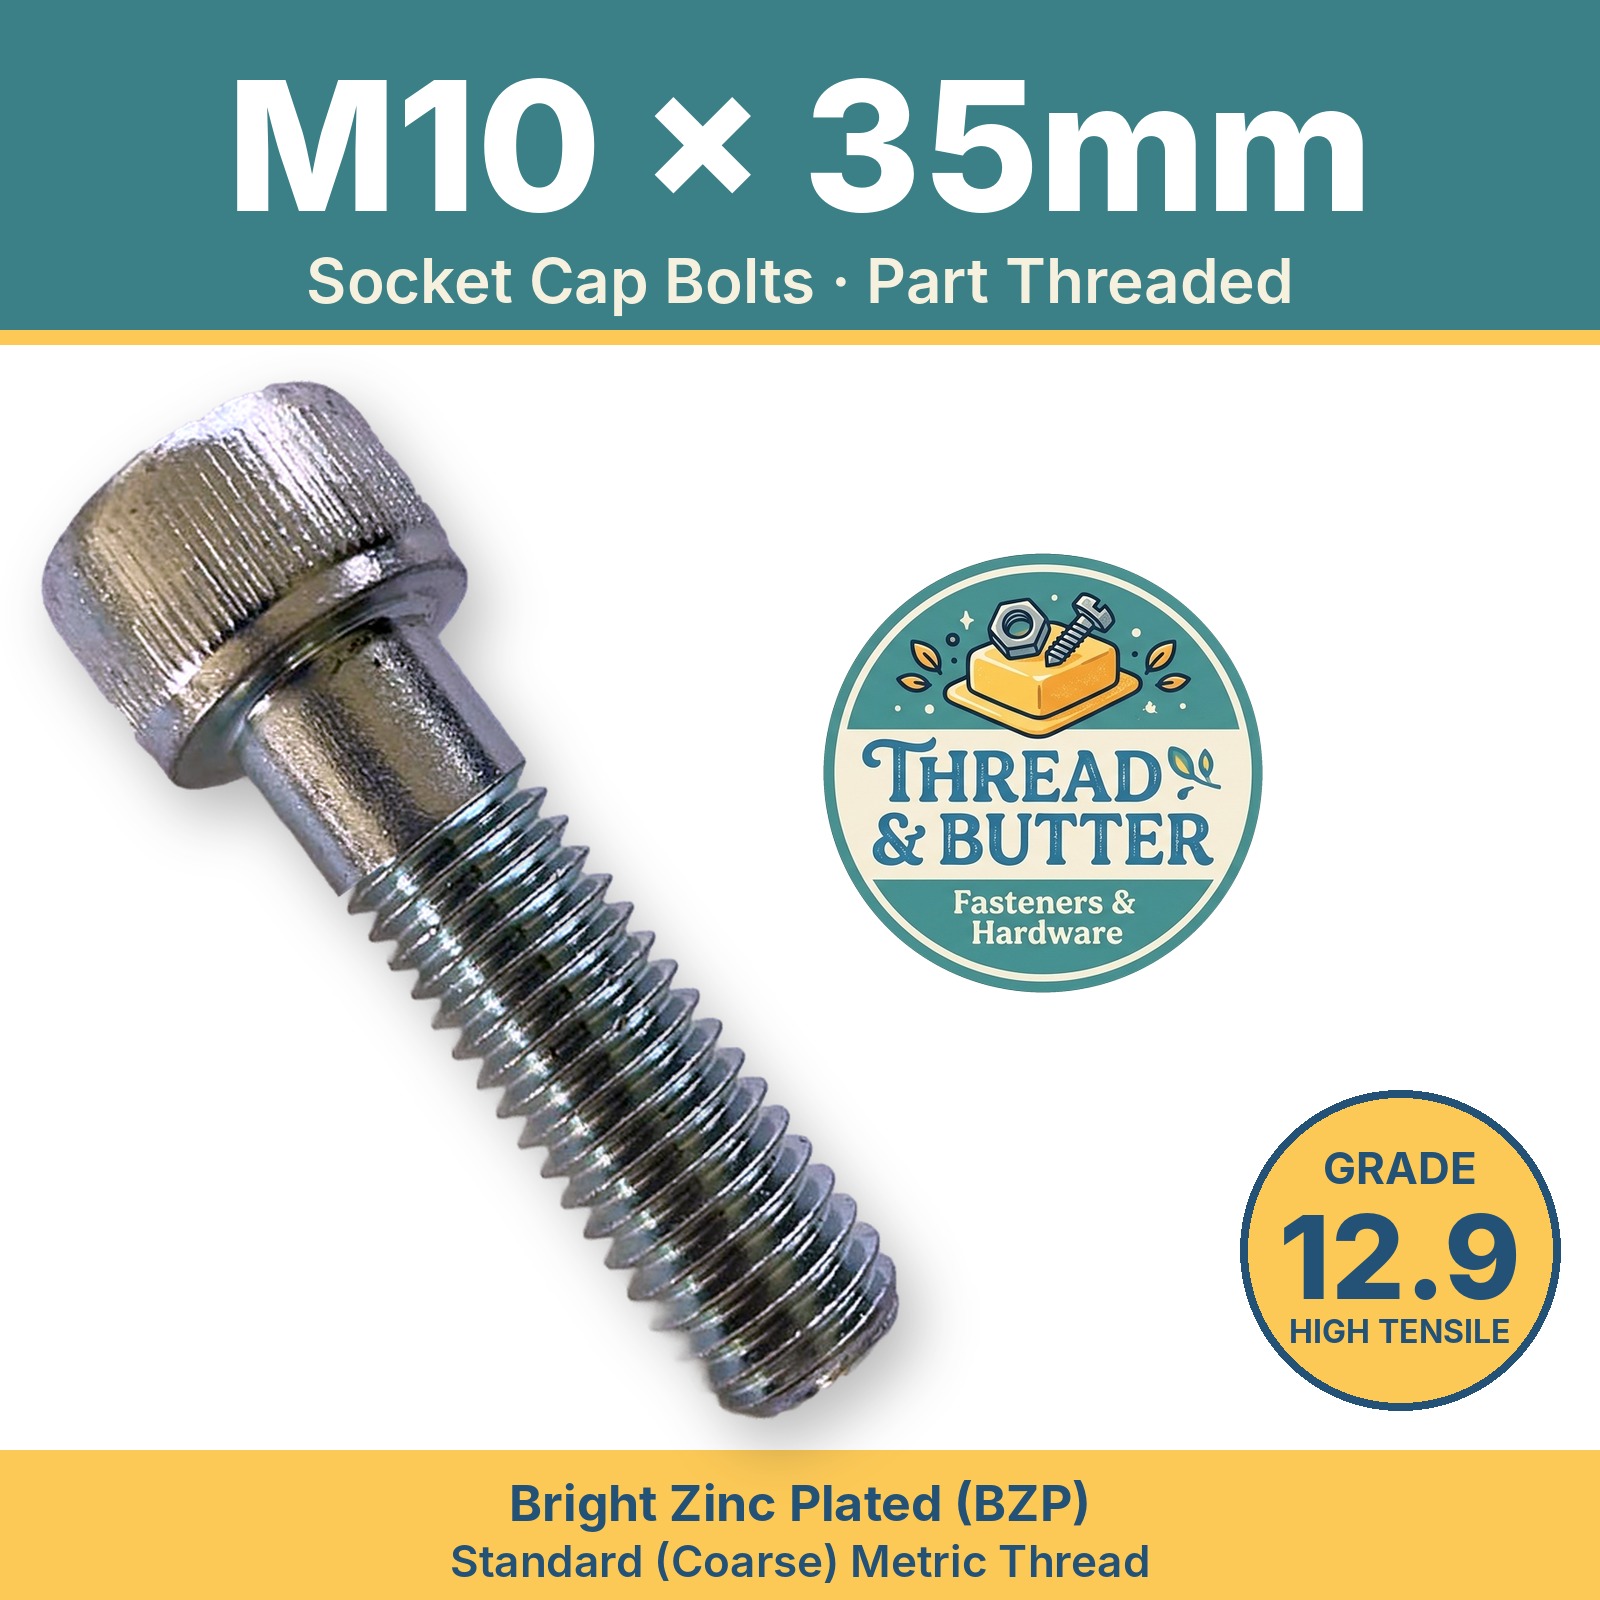 M10 × 35mm
Socket Cap Bolts · Part Threaded
THREAD
& BUTTER
Fasteners &
Hardware
GRADE
12.9
HIGH TENSILE
Bright Zinc Plated (BZP)
Standard (Coarse) Metric Thread